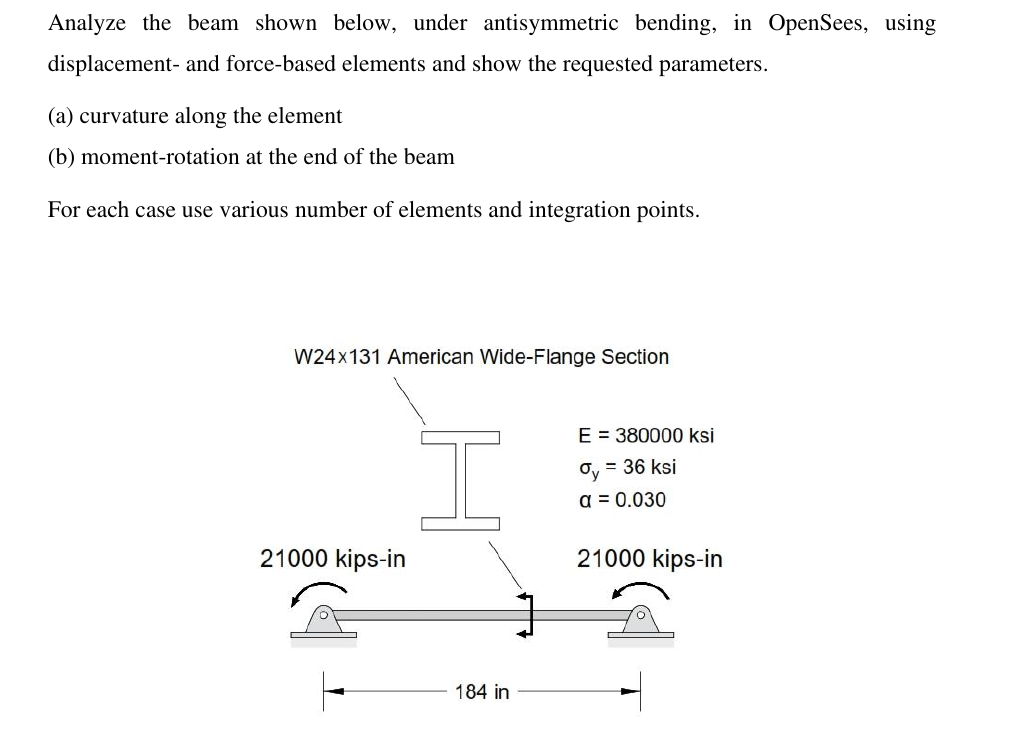 Analyze the beam shown below, under antisymmetric bending, in OpenSees, using
displacement- and force-based elements and show the requested parameters.
(a) curvature along the element
(b) moment-rotation at the end of the beam
For each case use various number of elements and integration points.
W24×131 American Wide-Flange Section
E = 380000 ksi
σy = 36 ksi
α = 0.030
21000 kips-in
21000 kips-in
184 in